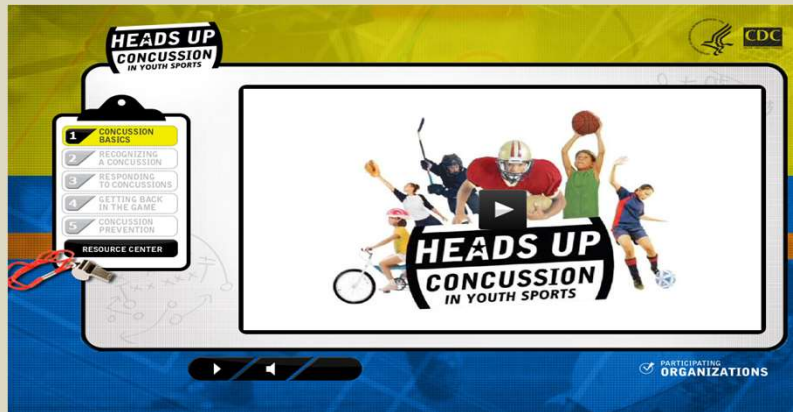 HEADS UP
CONCUSSION
IN YOUTH SPORTS
CDC
1 CONCUSSION
BASICS
2 RECOGNIZING
A CONCUSSION
3 RESPONDING
TO CONCUSSIONS
4 GETTING BACK
IN THE GAME
5 CONCUSSION
PREVENTION
RESOURCE CENTER
HEADS UP
CONCUSSION
IN YOUTH SPORTS
PARTICIPATING
ORGANIZATIONS